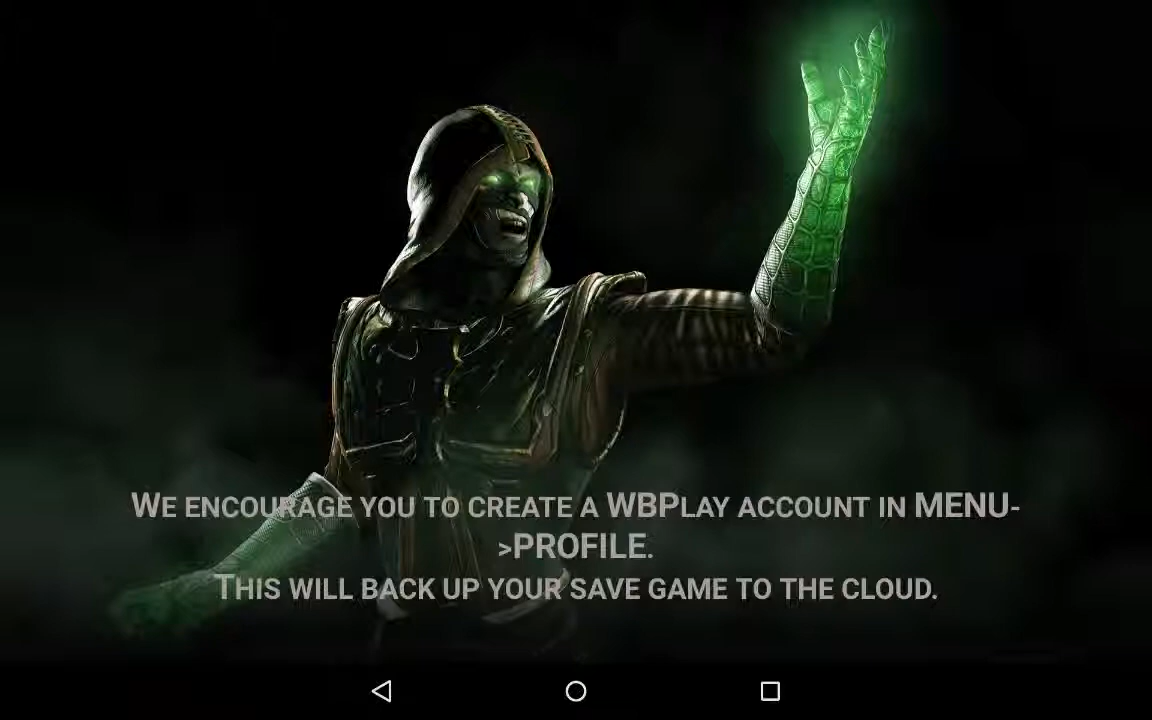 We encourage you to create a WBPlay account in MENU-
>PROFILE.
This will back up your save game to the cloud.